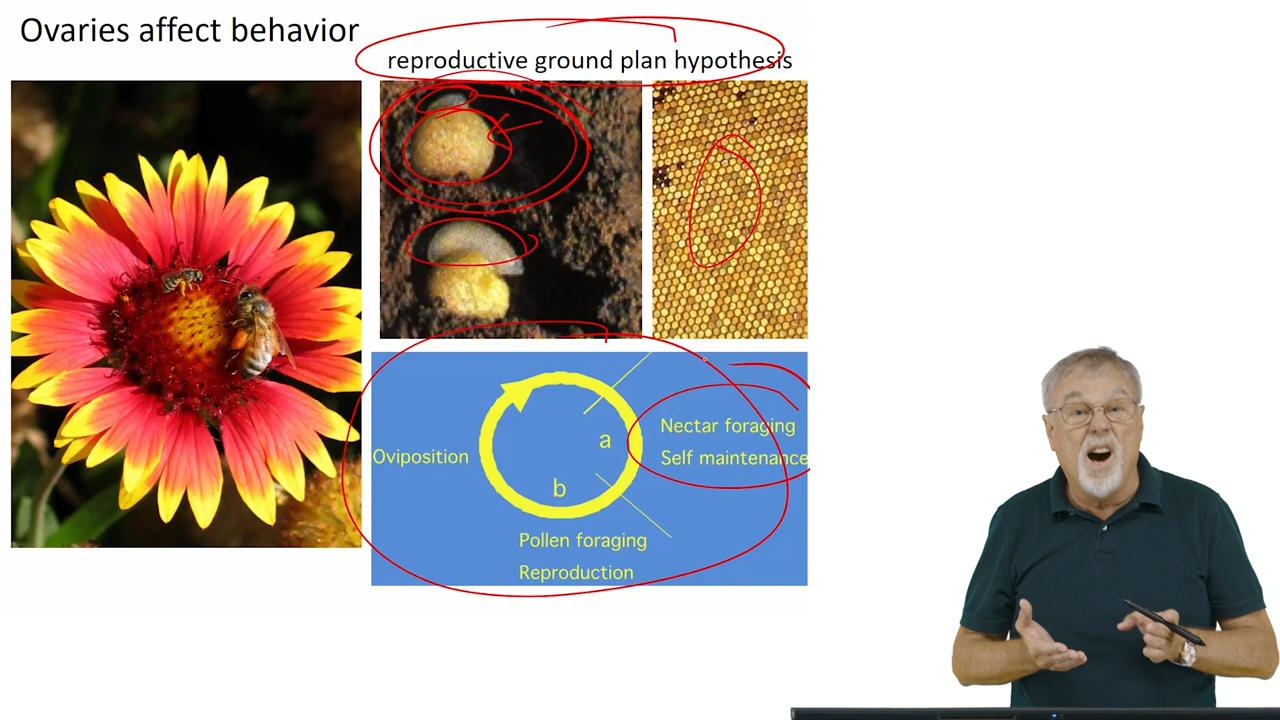 Ovaries affect behavior
reproductive ground plan hypothesis
Nectar foraging
Self maintenance
a
Oviposition
b
Pollen foraging
Reproduction